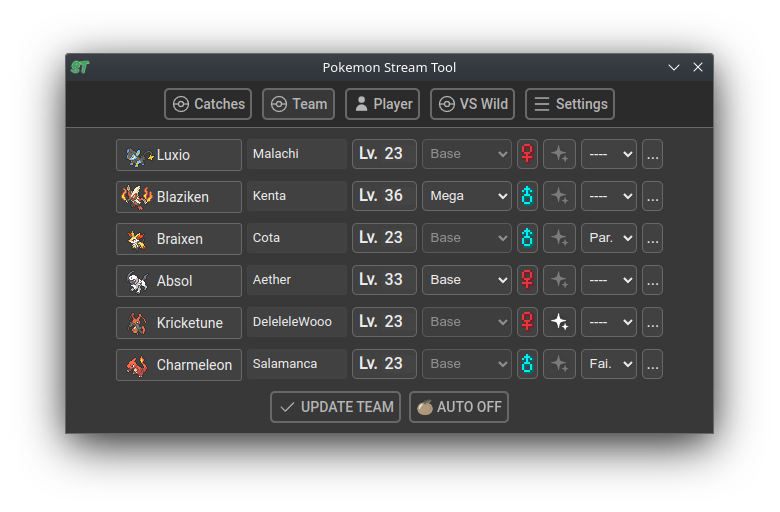 ST Pokemon Stream Tool
Catches Team Player VS Wild Settings
Luxio Malachi Lv. 23 Base ---- ...
Blaziken Kenta Lv. 36 Mega ---- ...
Braixen Cota Lv. 23 Base Par. ...
Absol Aether Lv. 33 Base ---- ...
Kricketune DeleleleWooo Lv. 23 Base ---- ...
Charmeleon Salamanca Lv. 23 Base Fai. ...
UPDATE TEAM AUTO OFF